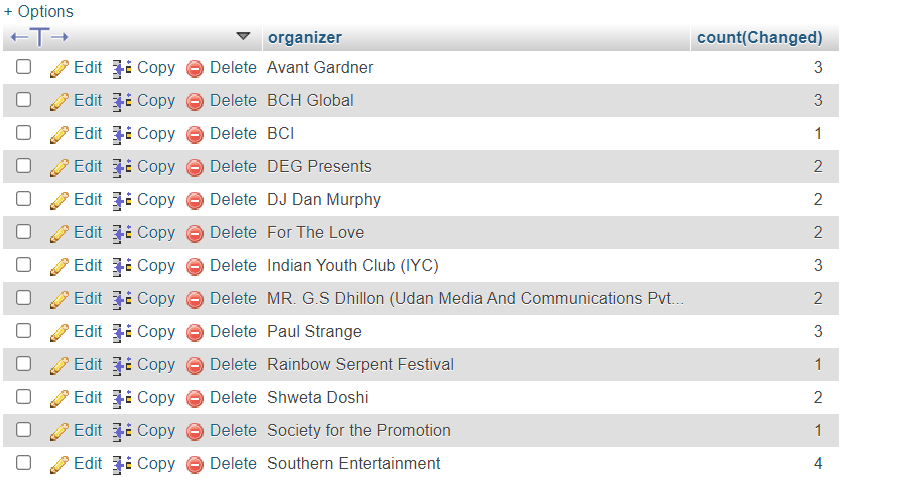 + Options
←T→ organizer count(Changed)
Edit Copy Delete Avant Gardner 3
Edit Copy Delete BCH Global 3
Edit Copy Delete BCI 1
Edit Copy Delete DEG Presents 2
Edit Copy Delete DJ Dan Murphy 2
Edit Copy Delete For The Love 2
Edit Copy Delete Indian Youth Club (IYC) 3
Edit Copy Delete MR. G.S Dhillon (Udan Media And Communications Pvt... 2
Edit Copy Delete Paul Strange 3
Edit Copy Delete Rainbow Serpent Festival 1
Edit Copy Delete Shweta Doshi 2
Edit Copy Delete Society for the Promotion 1
Edit Copy Delete Southern Entertainment 4